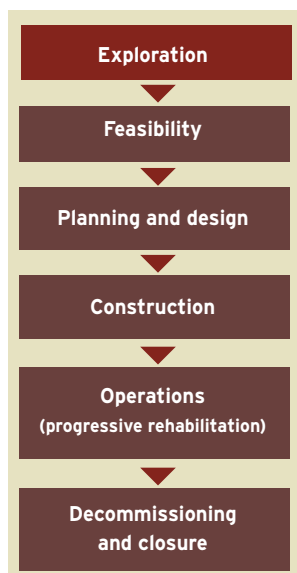 Exploration
Feasibility
Planning and design
Construction
Operations
(progressive rehabilitation)
Decommissioning
and closure